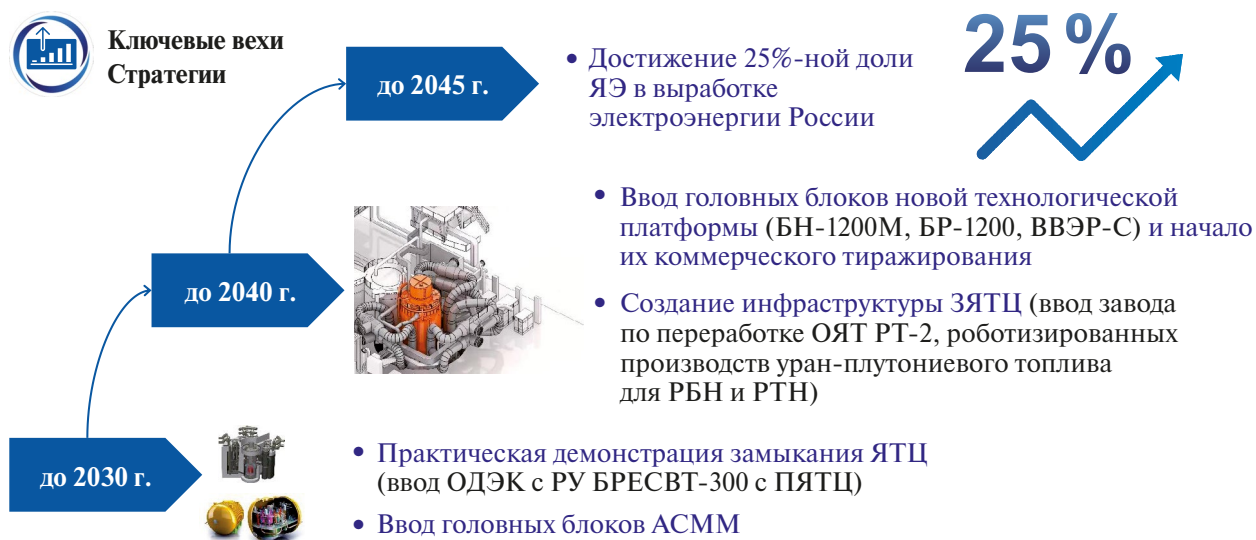 Ключевые вехи
Стратегии
до 2045 г.
• Достижение 25%-ной доли
ЯЭ в выработке
электроэнергии России
25 %
до 2040 г.
• Ввод головных блоков новой технологической
платформы (БН-1200М, БР-1200, ВВЭР-С) и начало
их коммерческого тиражирования
• Создание инфраструктуры ЗЯТЦ (ввод завода
по переработке ОЯТ РТ-2, роботизированных
производств уран-плутониевого топлива
для РБН и РТН)
до 2030 г.
• Практическая демонстрация замыкания ЯТЦ
(ввод ОДЭК с РУ БРЕСВТ-300 с ПЯТЦ)
• Ввод головных блоков АСММ